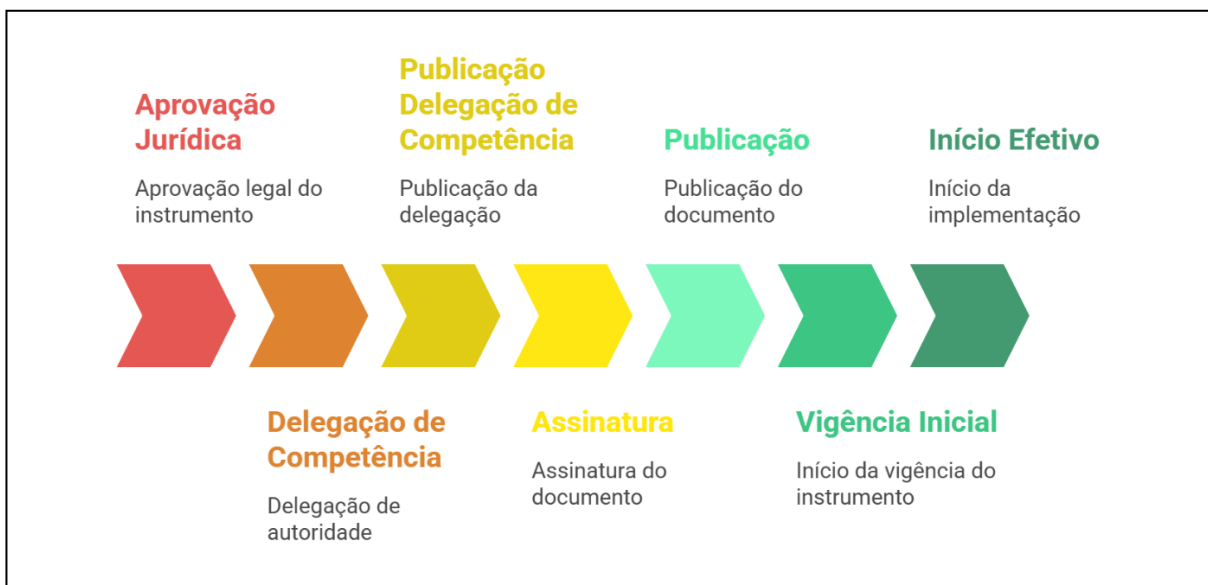 Aprovação
Jurídica
Aprovação legal do
instrumento
Delegação de
Competência
Delegação de
autoridade
Publicação
Delegação de
Competência
Publicação da
delegação
Assinatura
Assinatura do
documento
Publicação
Publicação do
documento
Vigência Inicial
Início da vigência do
instrumento
Início Efetivo
Início da
implementação